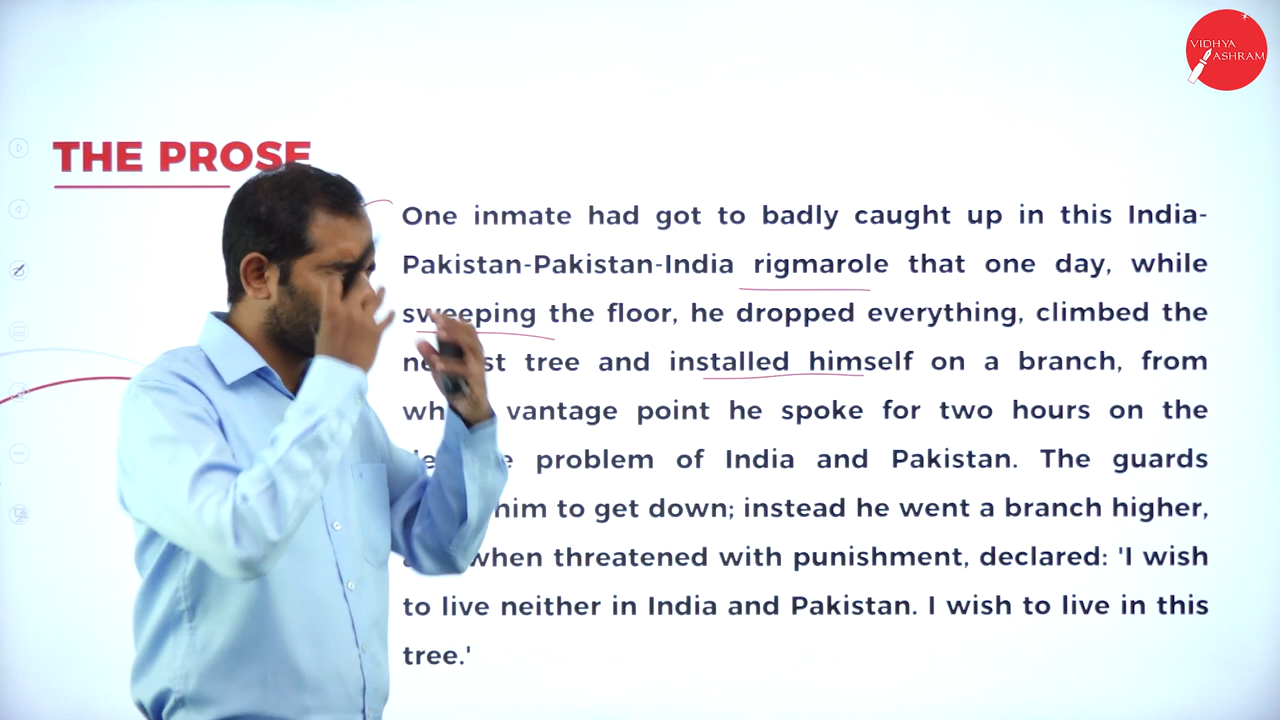 VIDHYA
ASHRAM
THE PROSE
One inmate had got to badly caught up in this India-
Pakistan-Pakistan-India rigmarole that one day, while
sweeping the floor, he dropped everything, climbed the
tree and installed himself on a branch, from
vantage point he spoke for two hours on the
problem of India and Pakistan. The guards
him to get down; instead he went a branch higher,
when threatened with punishment, declared: 'I wish
to live neither in India and Pakistan. I wish to live in this
tree.'